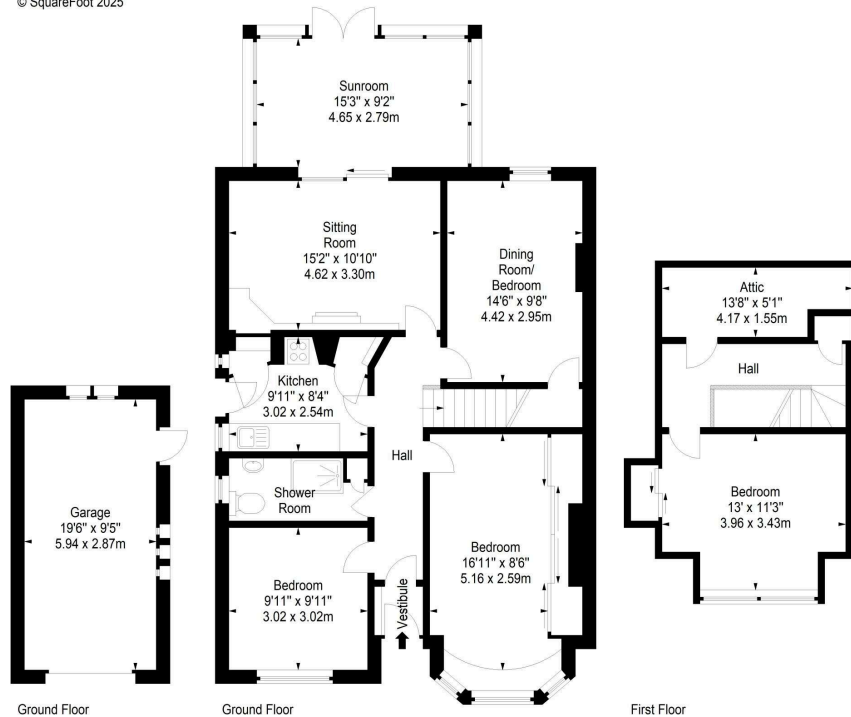 © SquareFoot 2025
Sunroom
15'3" x 9'2"
4.65 x 2.79m
Sitting
Room
15'2" x 10'10"
4.62 x 3.30m
Dining
Room/
Bedroom
14'6" x 9'8"
4.42 x 2.95m
Attic
13'8" x 5'1"
4.17 x 1.55m
Hall
Kitchen
9'11" x 8'4"
3.02 x 2.54m
Hall
Shower
Room
Garage
19'6" x 9'5"
5.94 x 2.87m
Bedroom
13' x 11'3"
3.96 x 3.43m
Bedroom
16'11" x 8'6"
5.16 x 2.59m
Bedroom
9'11" x 9'11"
3.02 x 3.02m
Vestibule
Ground Floor
Ground Floor
First Floor